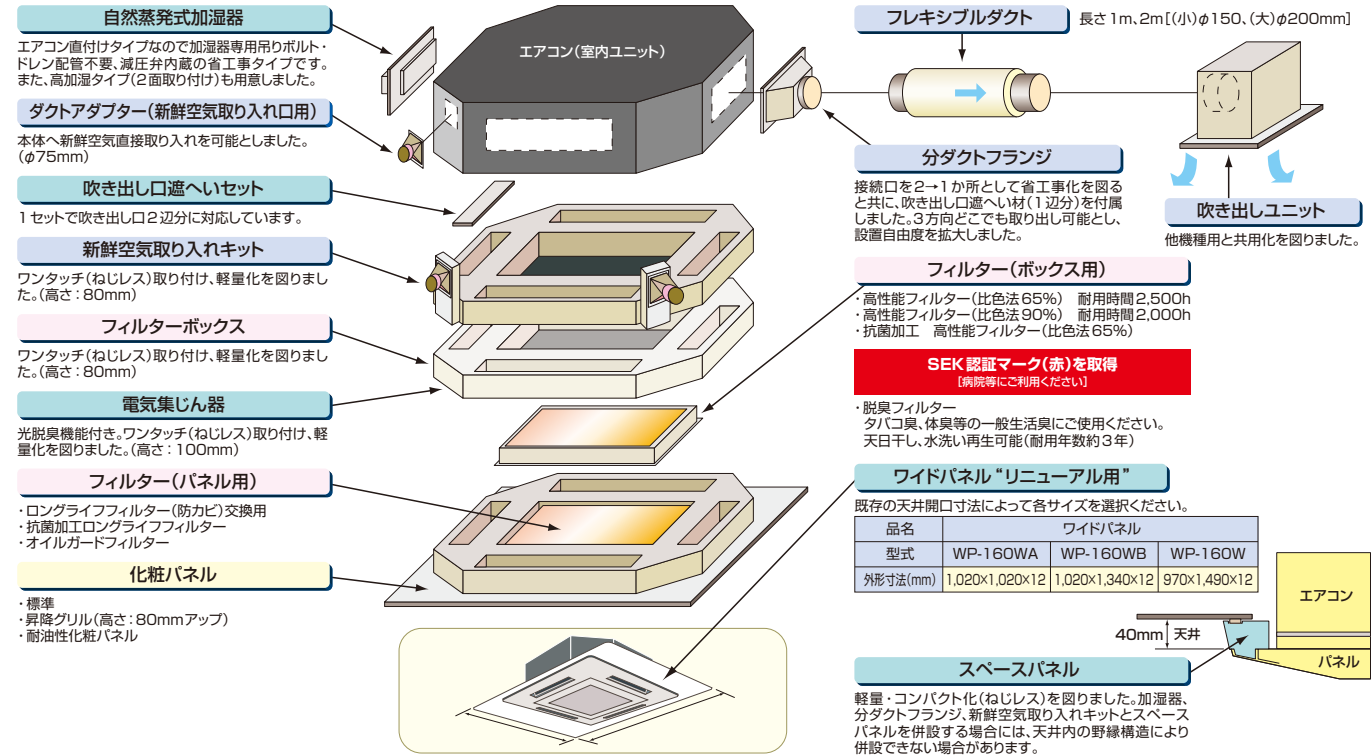 自然蒸発式加湿器
エアコン直付けタイプなので加湿器専用吊りボルト・
ドレン配管不要、減圧弁内蔵の省工事タイプです。
また、高加湿タイプ(2面取り付け)も用意しました。
ダクトアダプター(新鮮空気取り入れ口用)
本体へ新鮮空気直接取り入れを可能としました。
(φ75mm)
吹き出し口遮へいセット
1セットで吹き出し口2辺分に対応しています。
新鮮空気取り入れキット
ワンタッチ(ねじレス)取り付け、軽量化を図りまし
た。(高さ:80mm)
フィルターボックス
ワンタッチ(ねじレス)取り付け、軽量化を図りまし
た。(高さ:80mm)
電気集じん器
光脱臭機能付き。ワンタッチ(ねじレス)取り付け、軽
量化を図りました。(高さ:100mm)
フィルター(パネル用)
・ロングライフフィルター(防カビ)交換用
・抗菌加工ロングライフフィルター
・オイルガードフィルター
化粧パネル
・標準
・昇降グリル(高さ:80mmアップ)
・耐油性化粧パネル
エアコン(室内ユニット)
フレキシブルダクト
長さ1m、2m[(小)φ150、(大)φ200mm]
分ダクトフランジ
接続口を2→1か所として省工事化を図る
と共に、吹き出し口遮へい材(1辺分)を付属
しました。3方向どこでも取り出し可能とし、
設置自由度を拡大しました。
吹き出しユニット
他機種用と共用化を図りました。
フィルター(ボックス用)
・高性能フィルター(比色法65%) 耐用時間2,500h
・高性能フィルター(比色法90%) 耐用時間2,000h
・抗菌加工 高性能フィルター(比色法65%)
SEK認証マーク(赤)を取得
[病院等にご利用ください]
・脱臭フィルター
タバコ臭、体臭等の一般生活臭にご使用ください。
天日干し、水洗い再生可能(耐用年数約3年)
ワイドパネル“リニューアル用”
既存の天井開口寸法によって各サイズを選択ください。
品名 ワイドパネル
型式 WP-160WA WP-160WB WP-160W
外形寸法(mm) 1,020×1,020×12 1,020×1,340×12 970×1,490×12
エアコン
40mm 天井
パネル
スペースパネル
軽量・コンパクト化(ねじレス)を図りました。加湿器、
分ダクトフランジ、新鮮空気取り入れキットとスペース
パネルを併設する場合には、天井内の野縁構造により
併設できない場合があります。